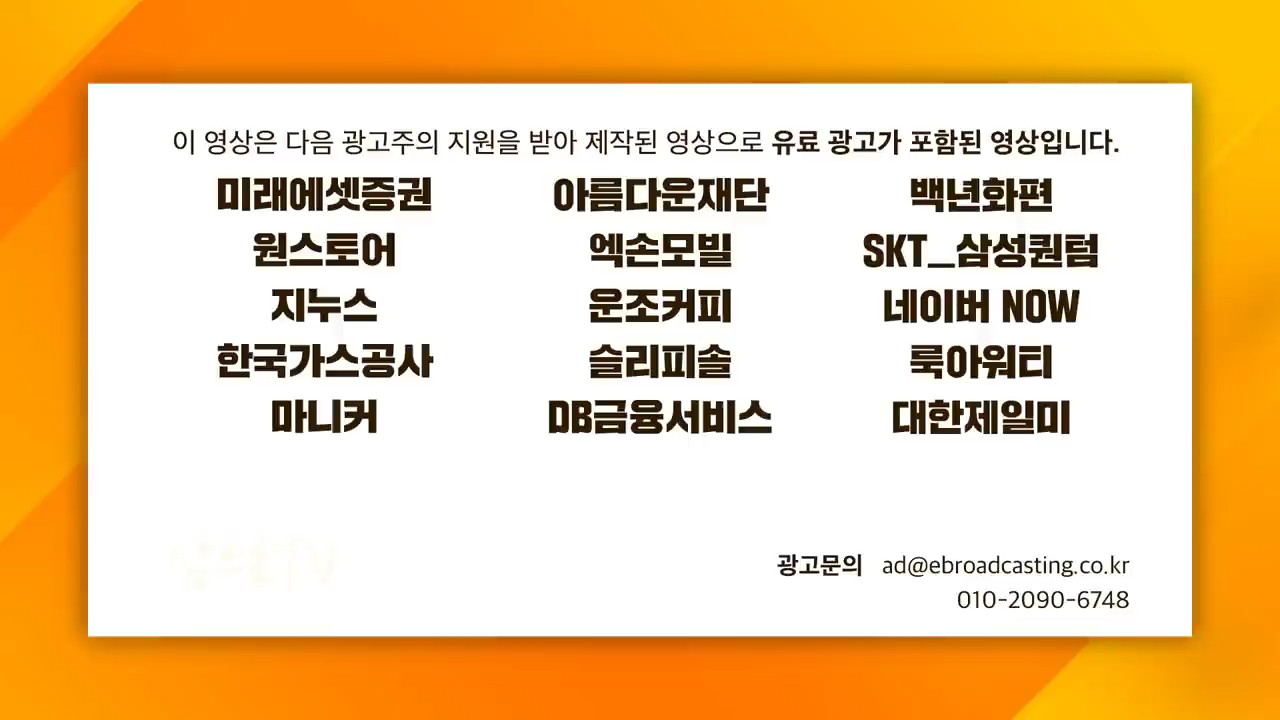 이 영상은 다음 광고주의 지원을 받아 제작된 영상으로 유료 광고가 포함된 영상입니다.
미래에셋증권 아름다운재단 백년화편
원스토어 엑손모빌 SKT_삼성퀀텀
지누스 운조커피 네이버 NOW
한국가스공사 슬리피솔 룩아워티
마니커 DB금융서비스 대한제일미
광고문의 ad@ebroadcasting.co.kr
010-2090-6748